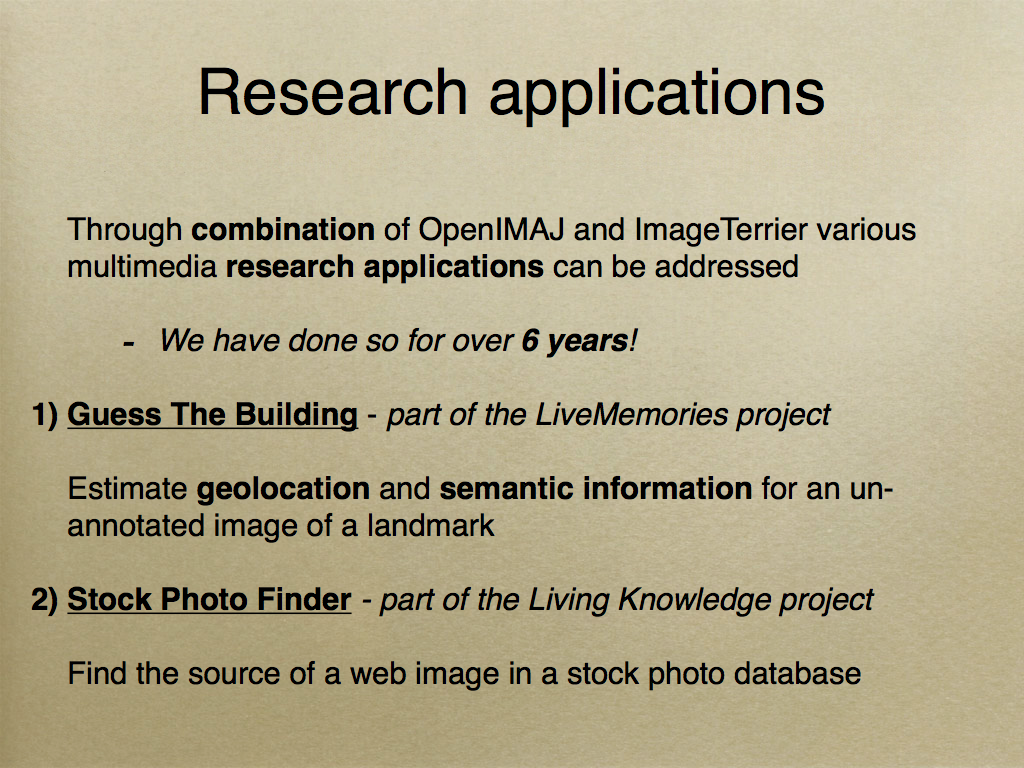 Research applications
Through combination of OpenIMAJ and ImageTerrier various
multimedia research applications can be addressed
- We have done so for over 6 years!
1) Guess The Building - part of the LiveMemories project
Estimate geolocation and semantic information for an un-
annotated image of a landmark
2) Stock Photo Finder - part of the Living Knowledge project
Find the source of a web image in a stock photo database